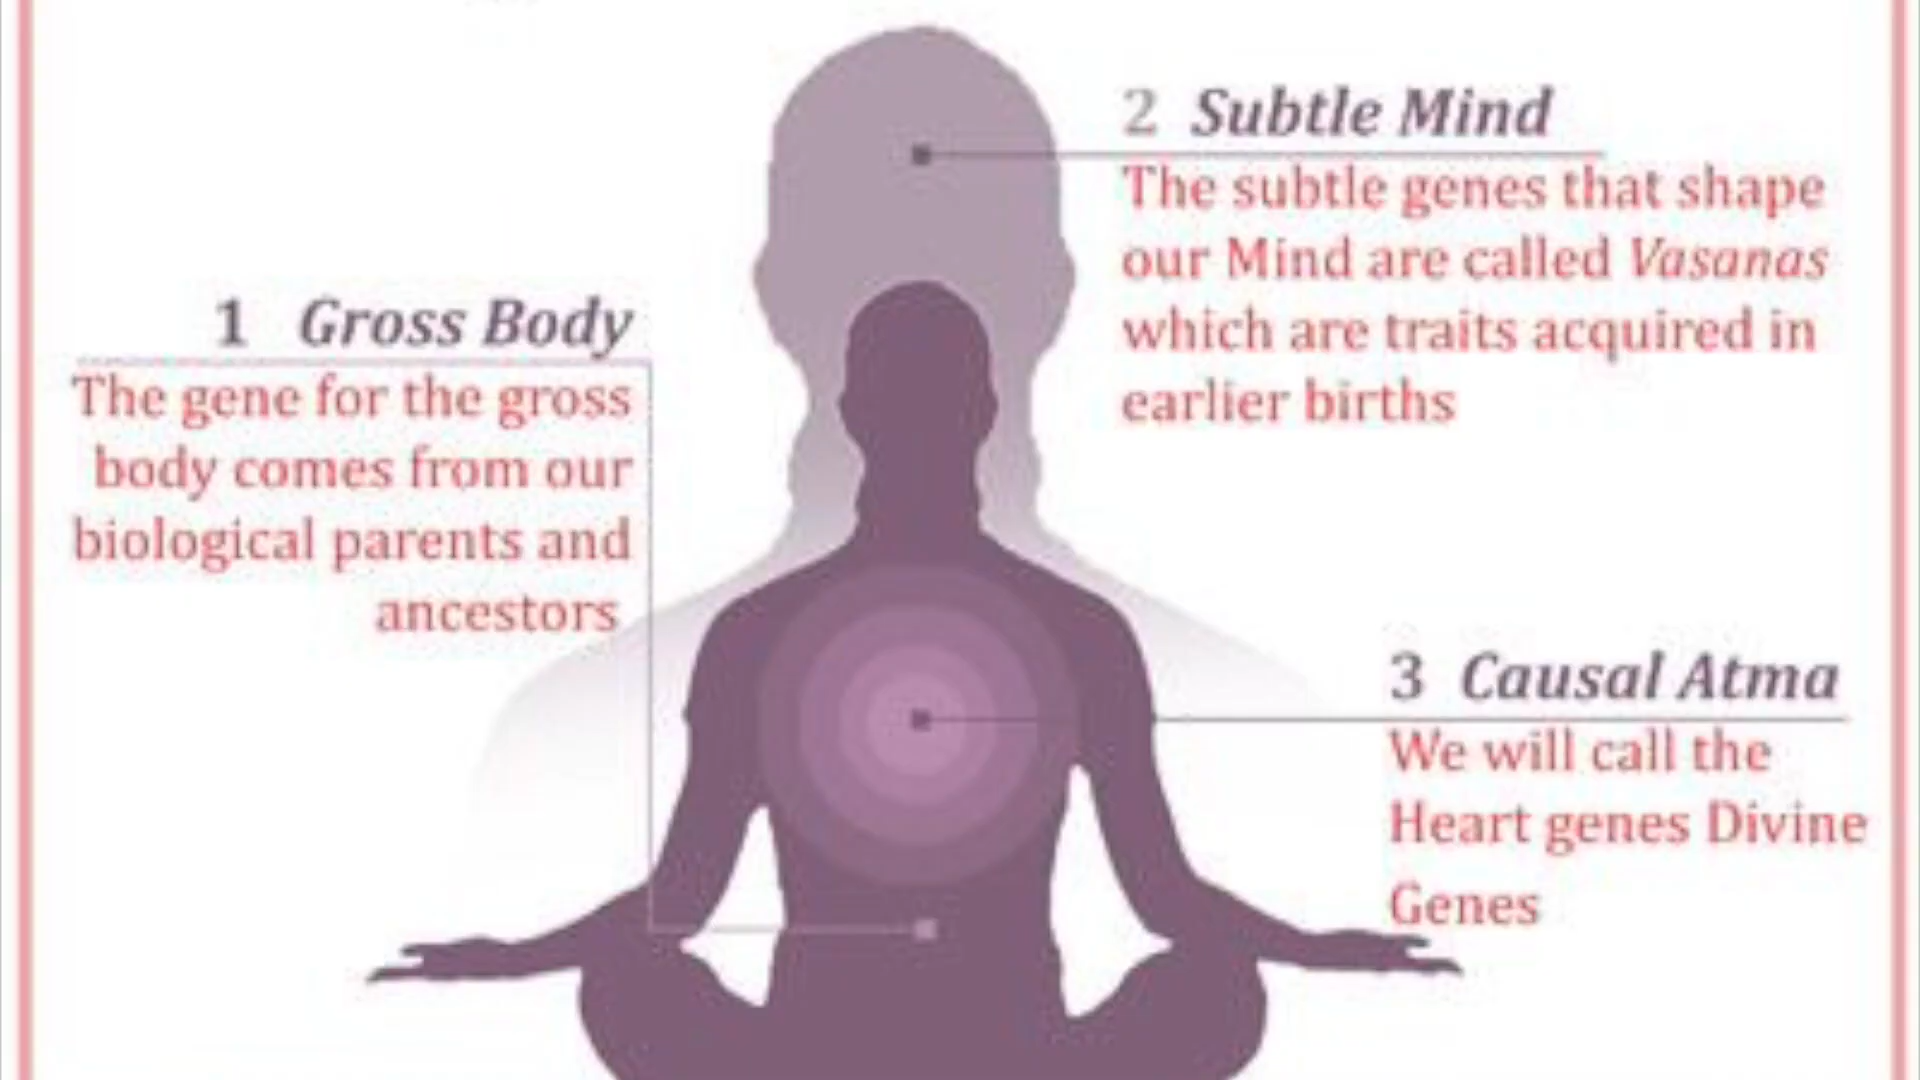 1 Gross Body
The gene for the gross
body comes from our
biological parents and
ancestors
2 Subtle Mind
The subtle genes that shape
our Mind are called Vasanas
which are traits acquired in
earlier births
3 Causal Atma
We will call the
Heart genes Divine
Genes